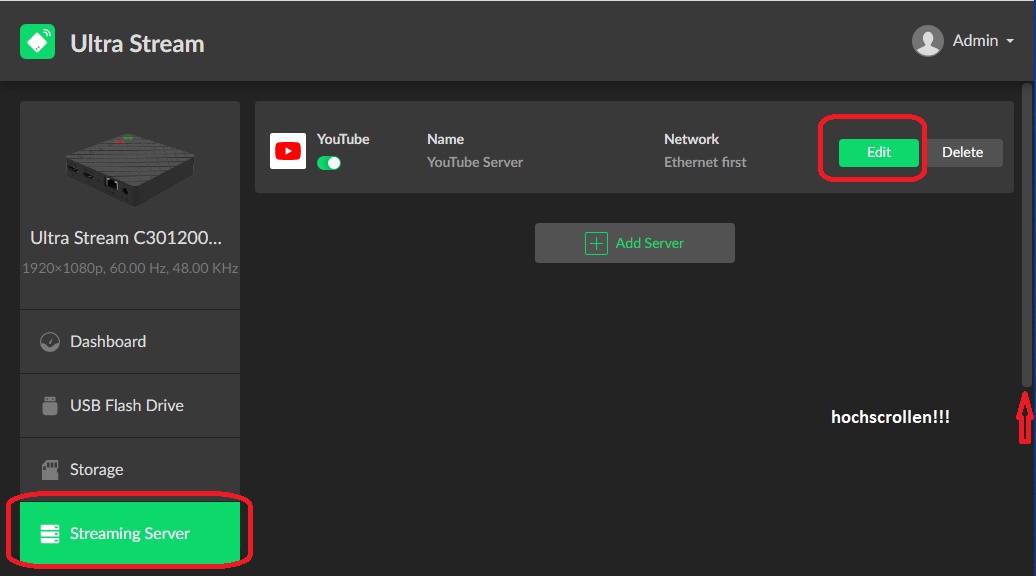 Ultra Stream
Admin
YouTube
Name
YouTube Server
Network
Ethernet first
Edit
Delete
Add Server
Ultra Stream C301200...
1920×1080p, 60.00 Hz, 48.00 KHz
Dashboard
USB Flash Drive
Storage
Streaming Server
hochscrollen!!!